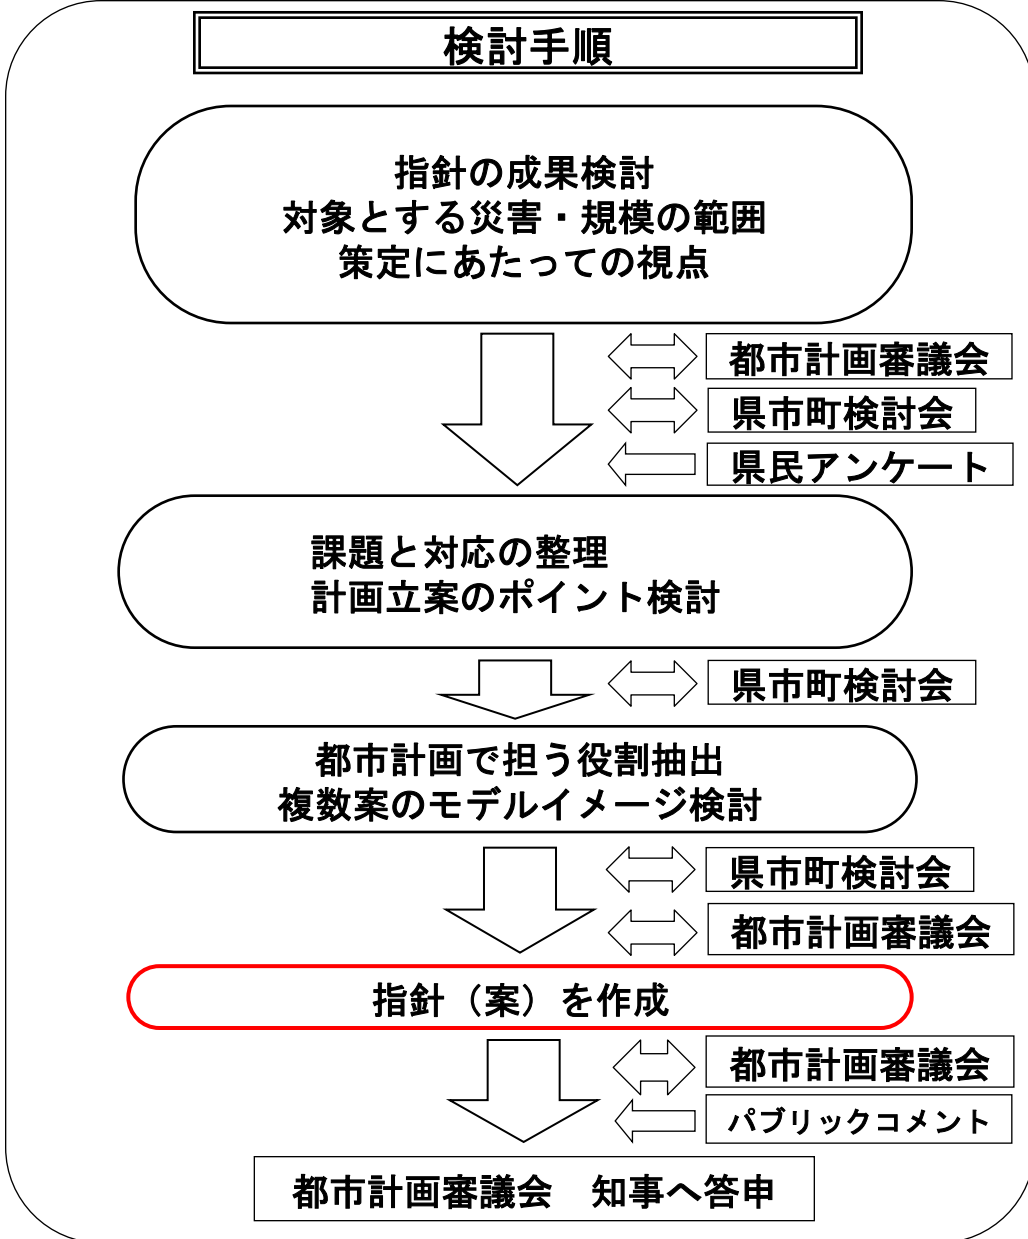 検討手順
指針の成果検討
対象とする災害・規模の範囲
策定にあたっての視点
都市計画審議会
県市町検討会
県民アンケート
課題と対応の整理
計画立案のポイント検討
県市町検討会
都市計画で担う役割抽出
複数案のモデルイメージ検討
県市町検討会
都市計画審議会
指針（案）を作成
都市計画審議会
パブリックコメント
都市計画審議会　知事へ答申